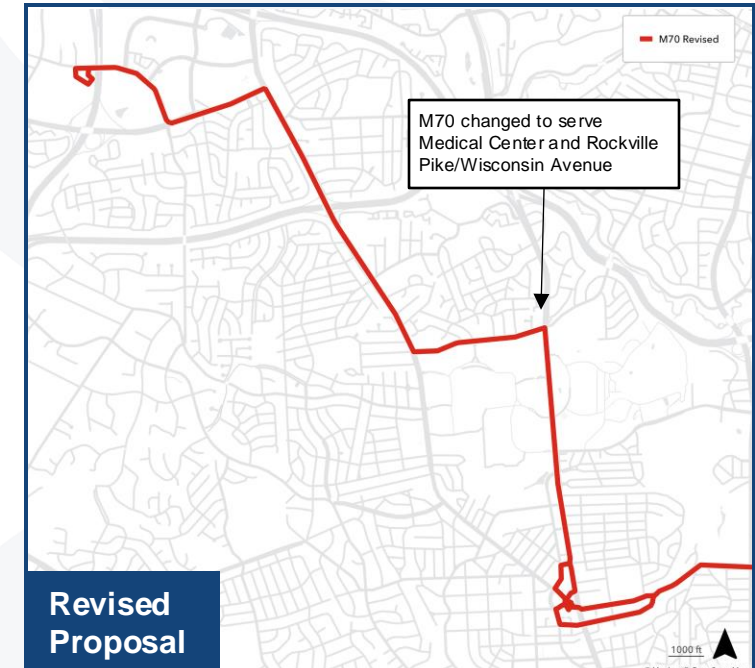 M70 Revised
M70 changed to serve
Medical Center and Rockville
Pike/Wisconsin Avenue
Revised
Proposal
1000 ft